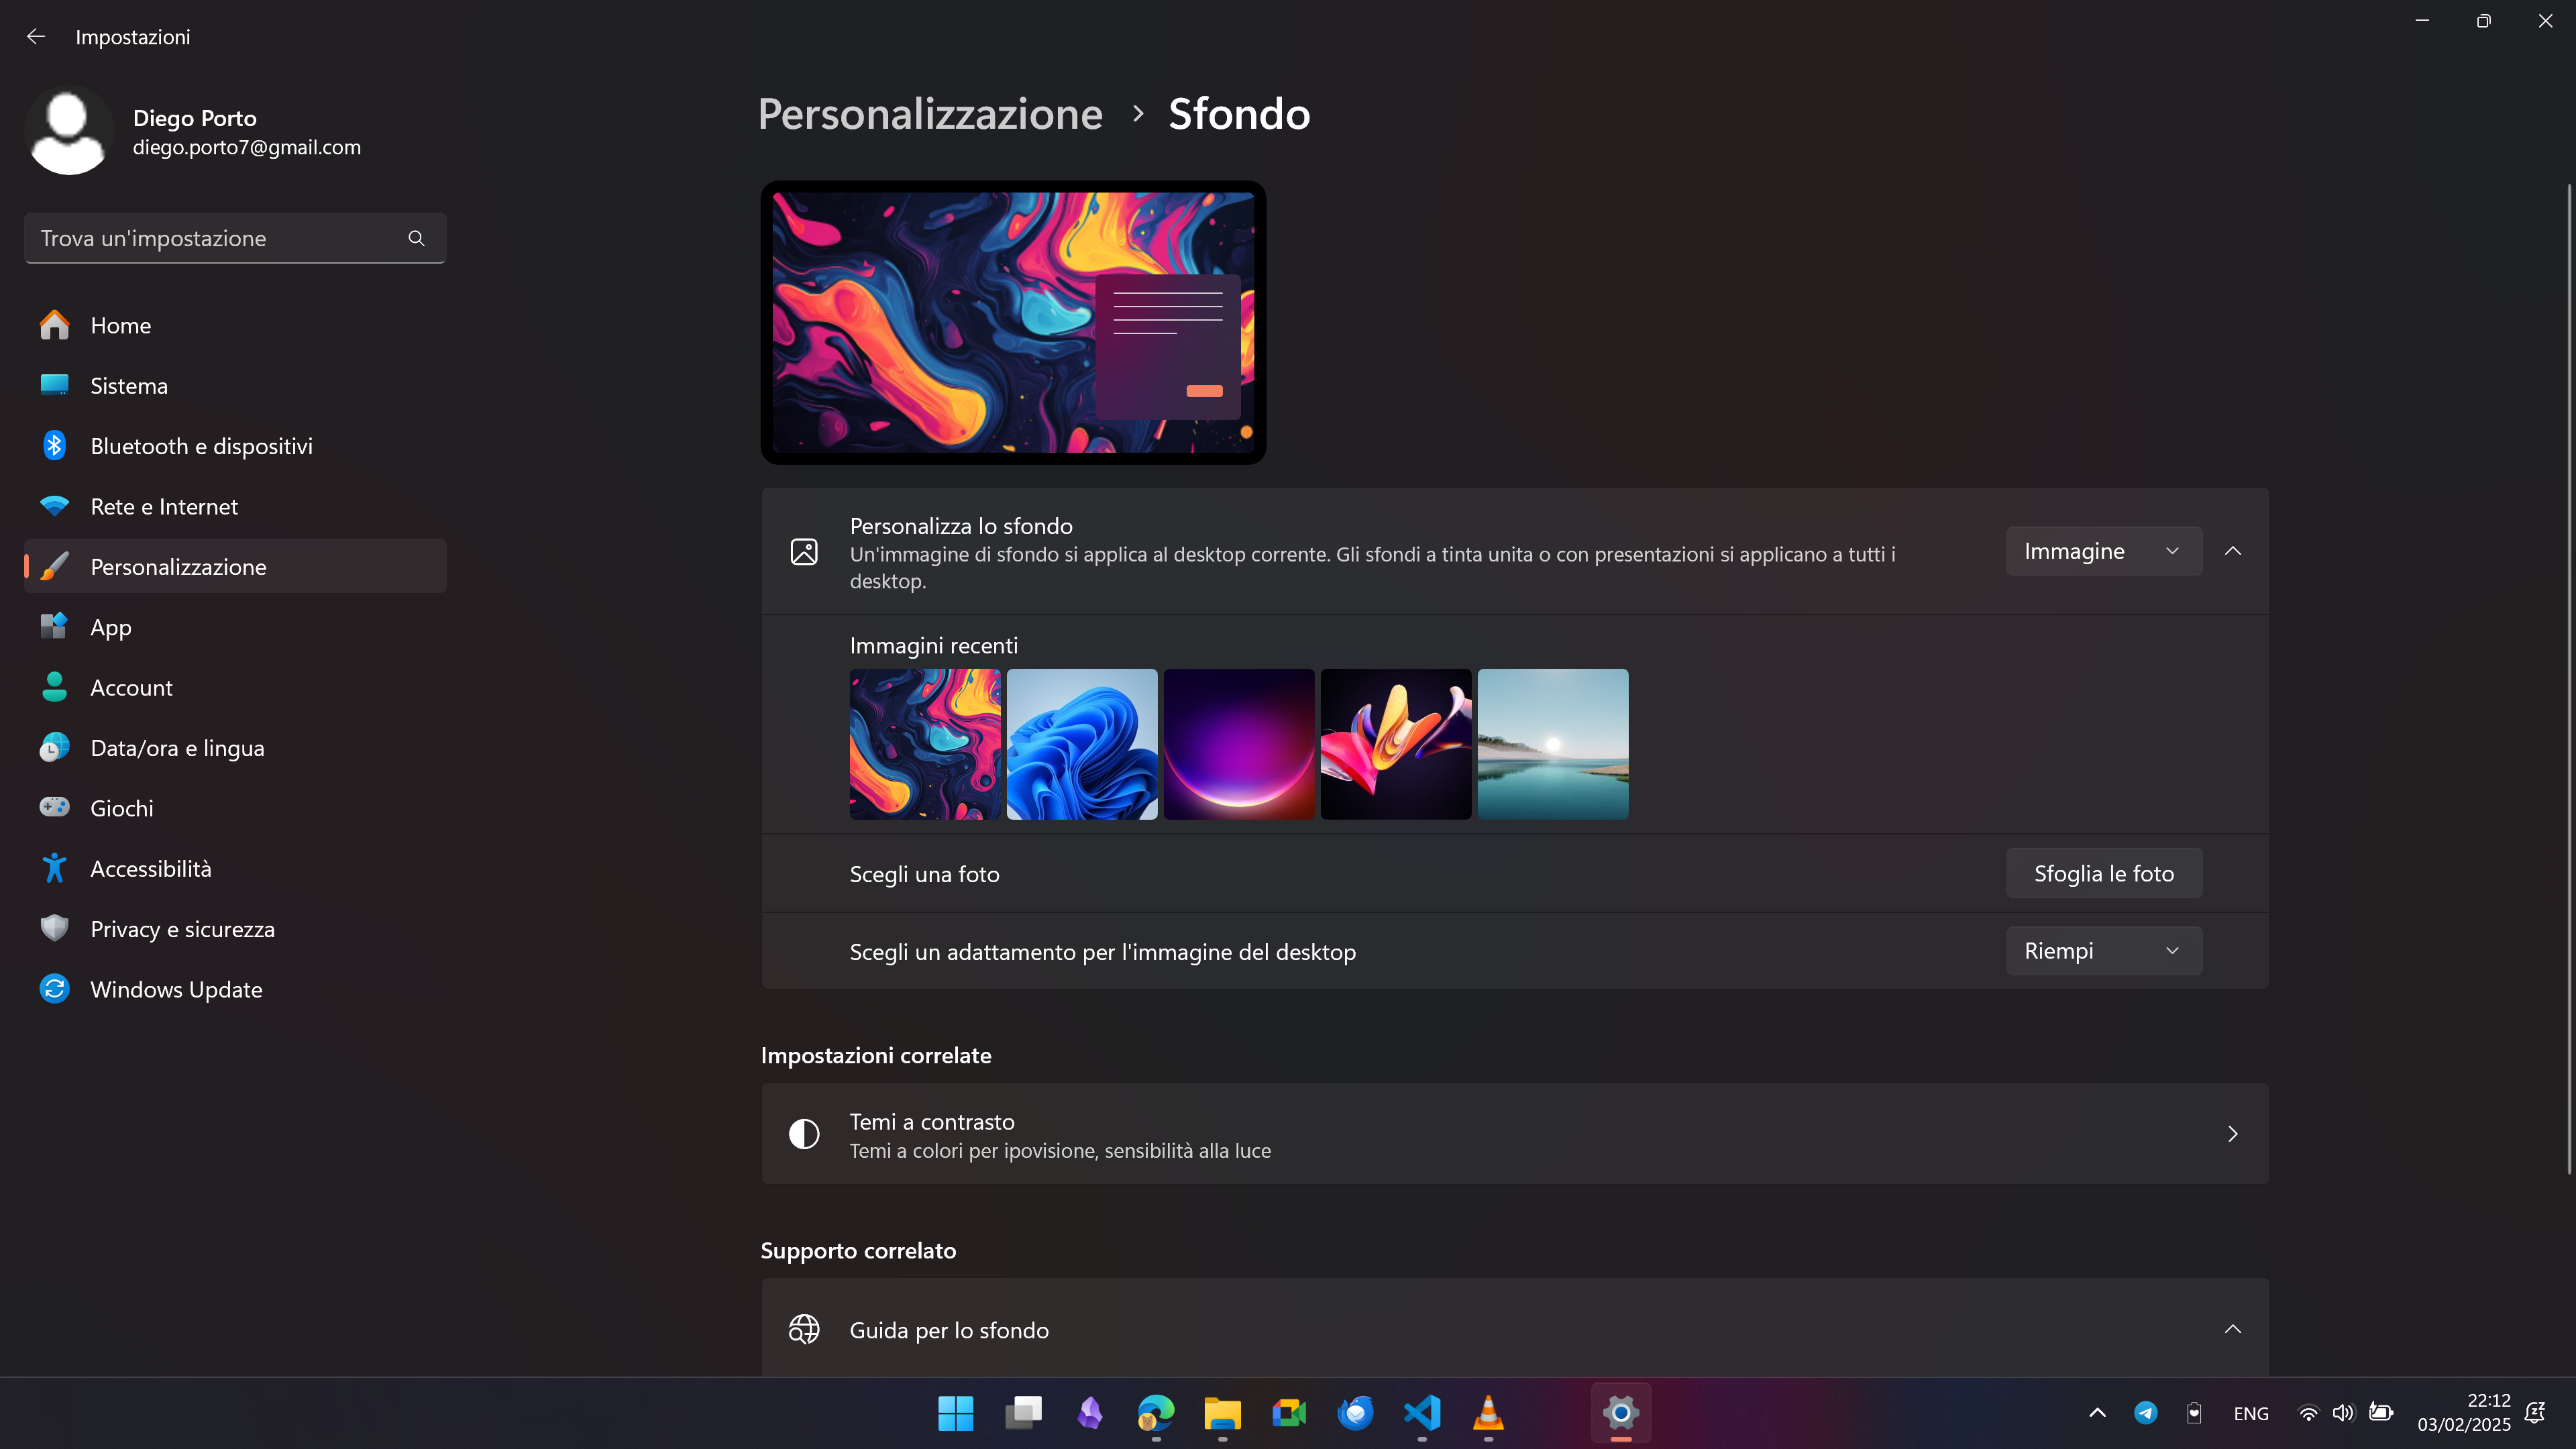 Impostazioni
Diego Porto
diego.porto7@gmail.com
Trova un'impostazione
Home
Sistema
Bluetooth e dispositivi
Rete e Internet
Personalizzazione
App
Account
Data/ora e lingua
Giochi
Accessibilità
Privacy e sicurezza
Windows Update
Personalizzazione > Sfondo
Personalizza lo sfondo
Un'immagine di sfondo si applica al desktop corrente. Gli sfondi a tinta unita o con presentazioni si applicano a tutti i
desktop.
Immagine
Immagini recenti
Scegli una foto
Sfoglia le foto
Scegli un adattamento per l'immagine del desktop
Riempi
Impostazioni correlate
Temi a contrasto
Temi a colori per ipovisione, sensibilità alla luce
Supporto correlato
Guida per lo sfondo
ENG
22:12
03/02/2025